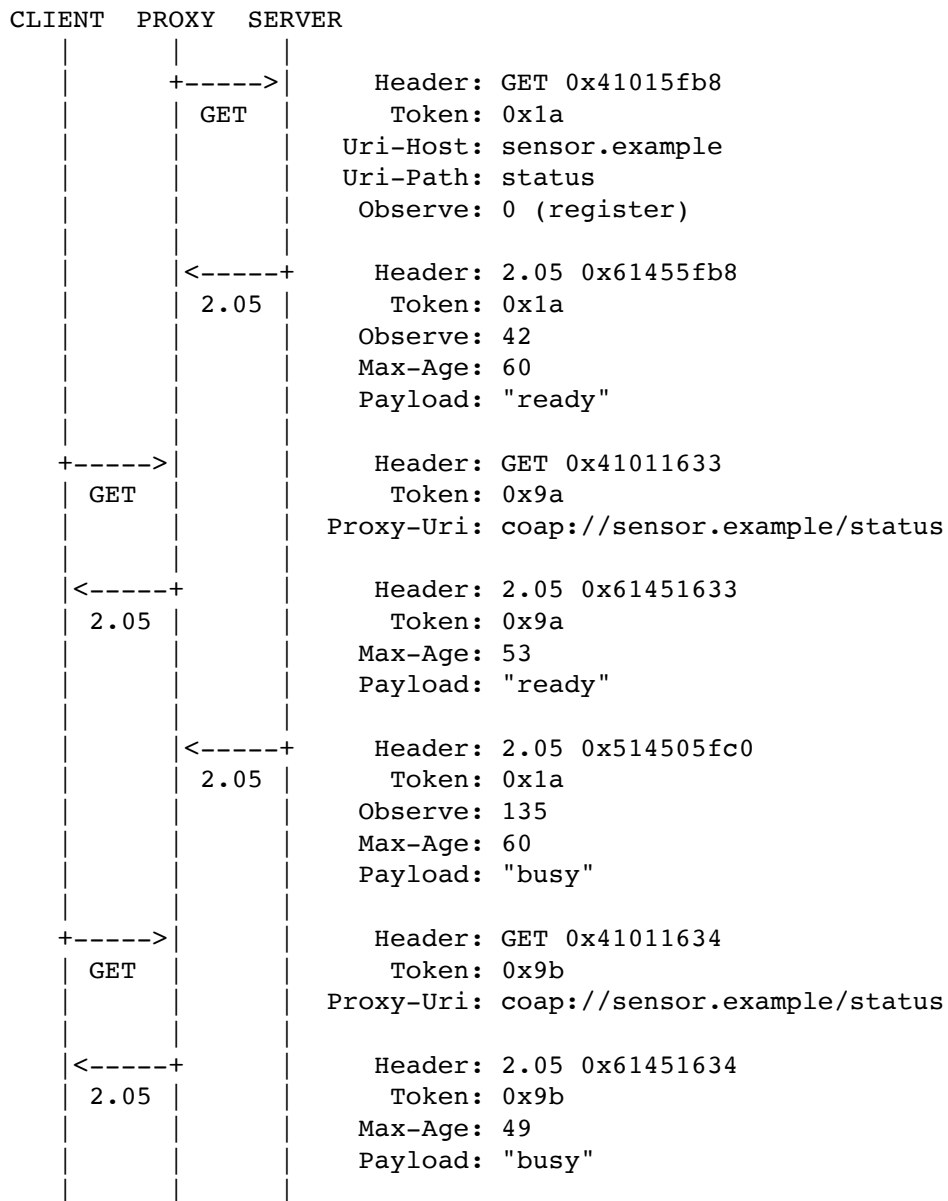 CLIENT  PROXY  SERVER
   |      |      |
   |      +----->|     Header: GET 0x41015fb8
   |      | GET  |      Token: 0x1a
   |      |      |   Uri-Host: sensor.example
   |      |      |   Uri-Path: status
   |      |      |    Observe: 0 (register)
   |      |      |
   |      |<-----+     Header: 2.05 0x61455fb8
   |      | 2.05 |      Token: 0x1a
   |      |      |    Observe: 42
   |      |      |    Max-Age: 60
   |      |      |    Payload: "ready"
   |      |      |
   +----->|      |     Header: GET 0x41011633
   | GET  |      |      Token: 0x9a
   |      |      |  Proxy-Uri: coap://sensor.example/status
   |      |      |
   |<-----+      |     Header: 2.05 0x61451633
   | 2.05 |      |      Token: 0x9a
   |      |      |    Max-Age: 53
   |      |      |    Payload: "ready"
   |      |      |
   |      |<-----+     Header: 2.05 0x514505fc0
   |      | 2.05 |      Token: 0x1a
   |      |      |    Observe: 135
   |      |      |    Max-Age: 60
   |      |      |    Payload: "busy"
   |      |      |
   +----->|      |     Header: GET 0x41011634
   | GET  |      |      Token: 0x9b
   |      |      |  Proxy-Uri: coap://sensor.example/status
   |      |      |
   |<-----+      |     Header: 2.05 0x61451634
   | 2.05 |      |      Token: 0x9b
   |      |      |    Max-Age: 49
   |      |      |    Payload: "busy"
   |      |      |